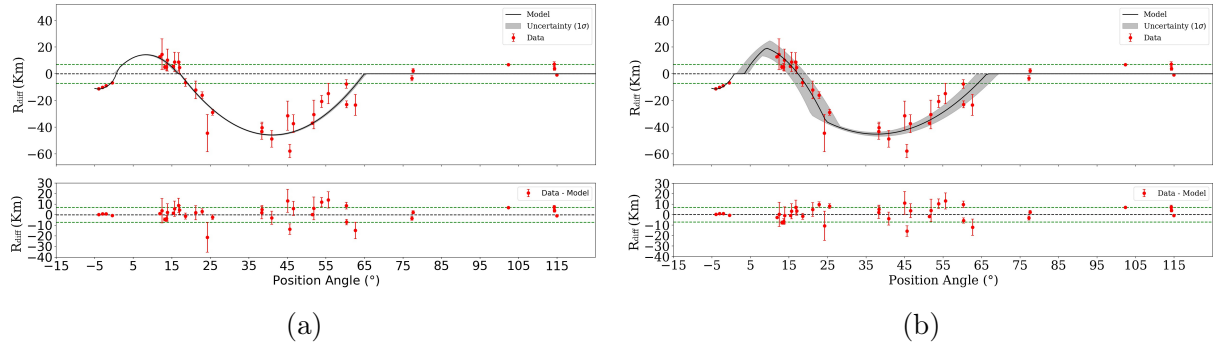 40
20
0
−20
−40
−60
R_diff (Km)
Model
Uncertainty (1σ)
Data
30
20
10
0
−10
−20
−30
−40
R_diff (Km)
Data - Model
−15 −5 5 15 25 35 45 55 65 75 85 95 105 115
Position Angle (°)
(a)
40
20
0
−20
−40
−60
R_diff (Km)
Model
Uncertainty (1σ)
Data
30
20
10
0
−10
−20
−30
−40
R_diff (Km)
Data - Model
−15 −5 5 15 25 35 45 55 65 75 85 95 105 115
Position Angle (°)
(b)